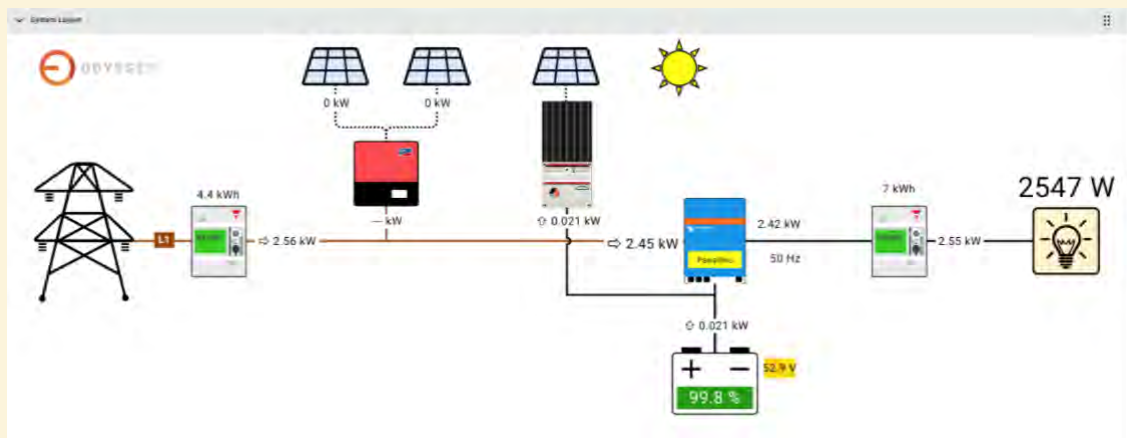 System Layout
ODYSSEY
0 kW
0 kW
4.4 kWh
L1
2.56 kW
--- kW
0.021 kW
2.45 kW
2.42 kW
50 Hz
7 kWh
2.55 kW
2547 W
0.021 kW
+ −
52.9 V
99.8 %